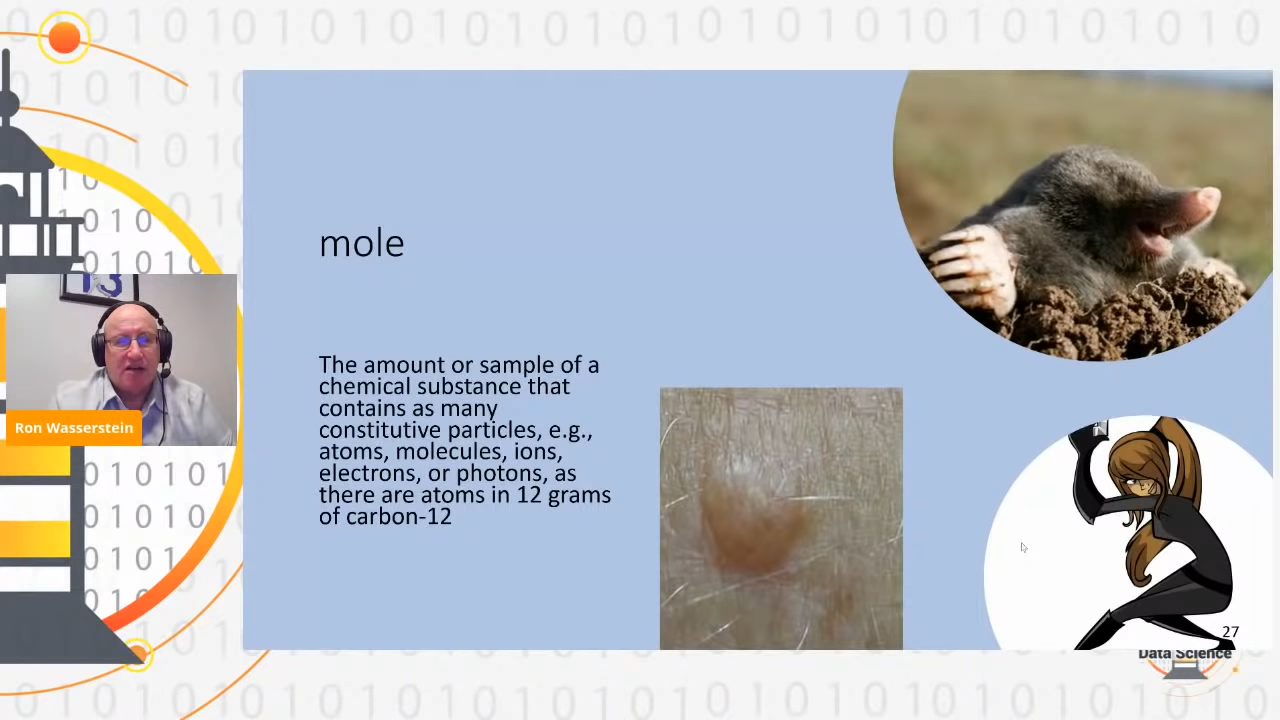 mole
The amount or sample of a
chemical substance that
contains as many
constitutive particles, e.g.,
atoms, molecules, ions,
electrons, or photons, as
there are atoms in 12 grams
of carbon-12
13
Ron Wasserstein
27
Data Science